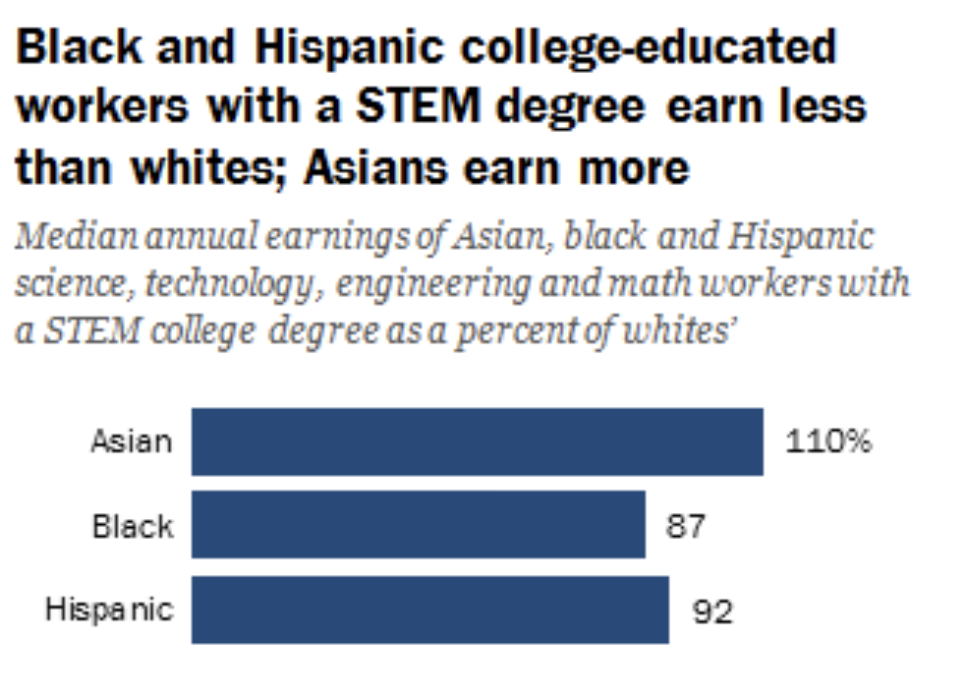 Black and Hispanic college-educated
workers with a STEM degree earn less
than whites; Asians earn more
Median annual earnings of Asian, black and Hispanic
science, technology, engineering and math workers with
a STEM college degree as a percent of whites’
Asian 110%
Black 87
Hispanic 92